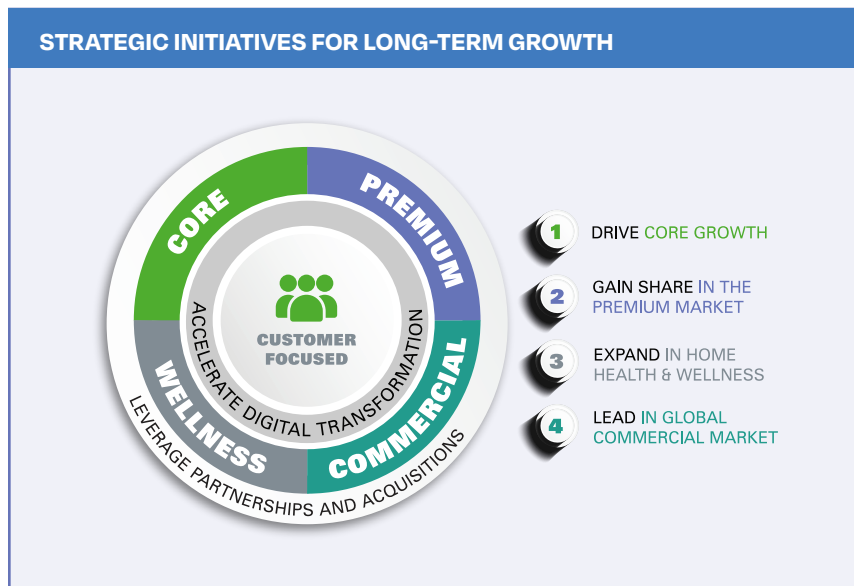 STRATEGIC INITIATIVES FOR LONG-TERM GROWTH
CORE
PREMIUM
WELLNESS
COMMERCIAL
ACCELERATE DIGITAL TRANSFORMATION
LEVERAGE PARTNERSHIPS AND ACQUISITIONS
CUSTOMER
FOCUSED
1 DRIVE CORE GROWTH
2 GAIN SHARE IN THE
PREMIUM MARKET
3 EXPAND IN HOME
HEALTH & WELLNESS
4 LEAD IN GLOBAL
COMMERCIAL MARKET